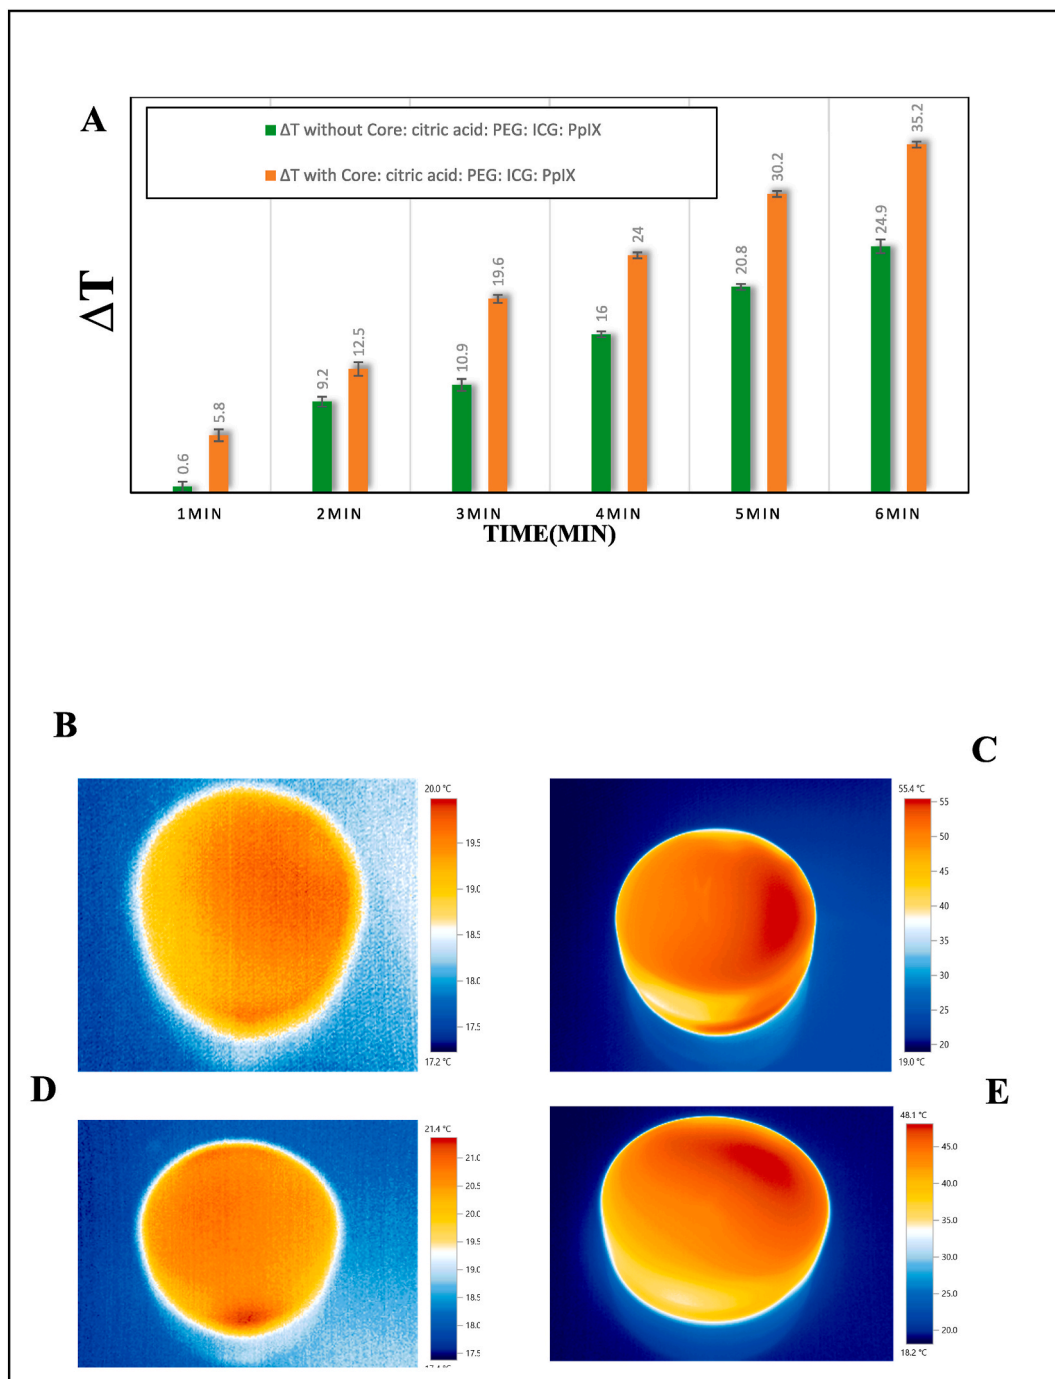 A
ΔT without Core: citric acid: PEG: ICG: PpIX
ΔT with Core: citric acid: PEG: ICG: PpIX
ΔT
0.6
5.8
9.2
12.5
10.9
19.6
16
24
20.8
30.2
24.9
35.2
1MIN
2MIN
3MIN
4MIN
5MIN
6MIN
TIME(MIN)
B
20.0 °C
19.5
19.0
18.5
18.0
17.5
17.2 °C
C
55.4 °C
55
50
45
40
35
30
25
20
19.0 °C
D
21.4 °C
21.0
20.5
20.0
19.5
19.0
18.5
18.0
17.5
E
48.1 °C
45.0
40.0
35.0
30.0
25.0
20.0
18.2 °C